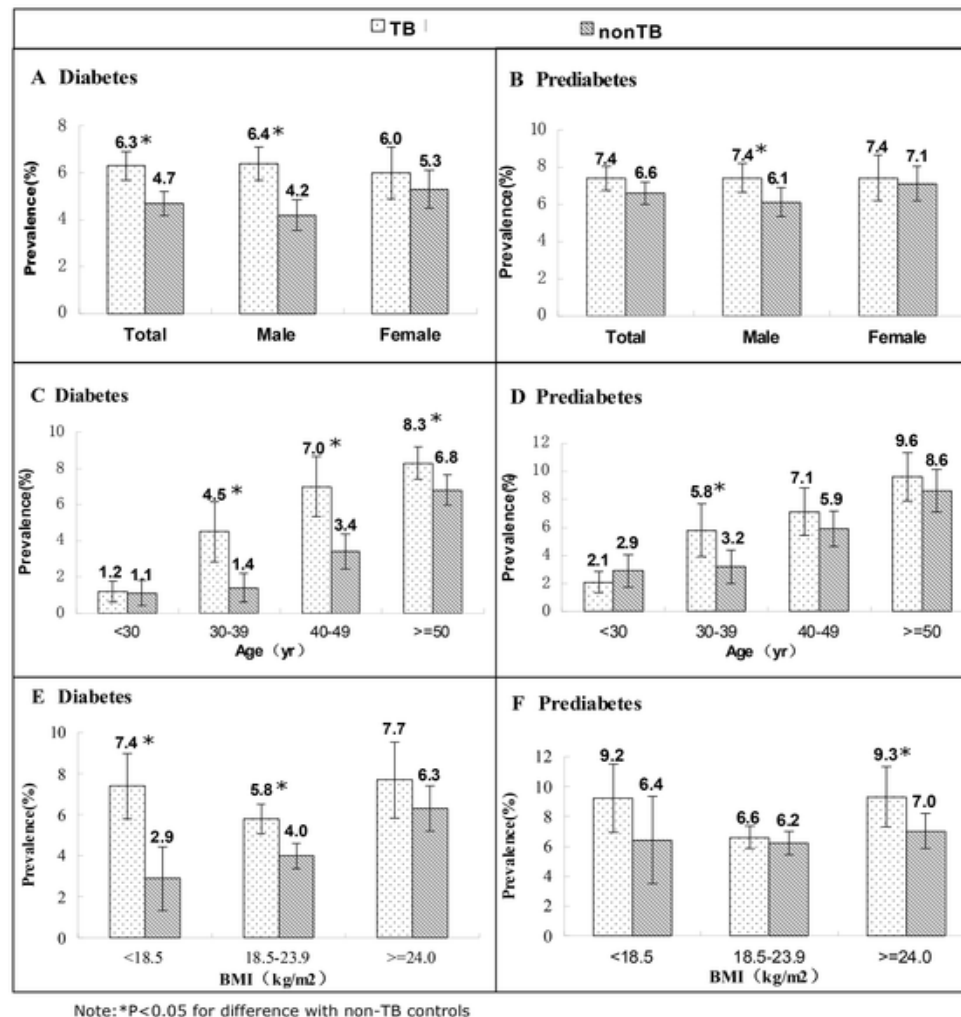 TB nonTB
A Diabetes
Prevalence(%)
8
6
4
2
0
6.3 * 4.7 6.4 * 4.2 6.0 5.3
Total Male Female
B Prediabetes
Prevalence(%)
10
8
6
4
2
0
7.4 6.6 7.4 * 6.1 7.4 7.1
Total Male Female
C Diabetes
Prevalence(%)
10
8
6
4
2
0
1.2 1.1 4.5 * 1.4 7.0 * 3.4 8.3 * 6.8
<30 30-39 40-49 >=50
Age（yr）
D Prediabetes
Prevalence(%)
12
10
8
6
4
2
0
2.1 2.9 5.8 * 3.2 7.1 5.9 9.6 8.6
<30 30-39 40-49 >=50
Age（yr）
E Diabetes
Prevalence(%)
10
8
6
4
2
0
7.4 * 2.9 5.8 * 4.0 7.7 6.3
<18.5 18.5-23.9 >=24.0
BMI（kg/m2）
F Prediabetes
Prevalence(%)
12
10
8
6
4
2
0
9.2 6.4 6.6 6.2 9.3 * 7.0
<18.5 18.5-23.9 >=24.0
BMI（kg/m2）
Note:*P<0.05 for difference with non-TB controls